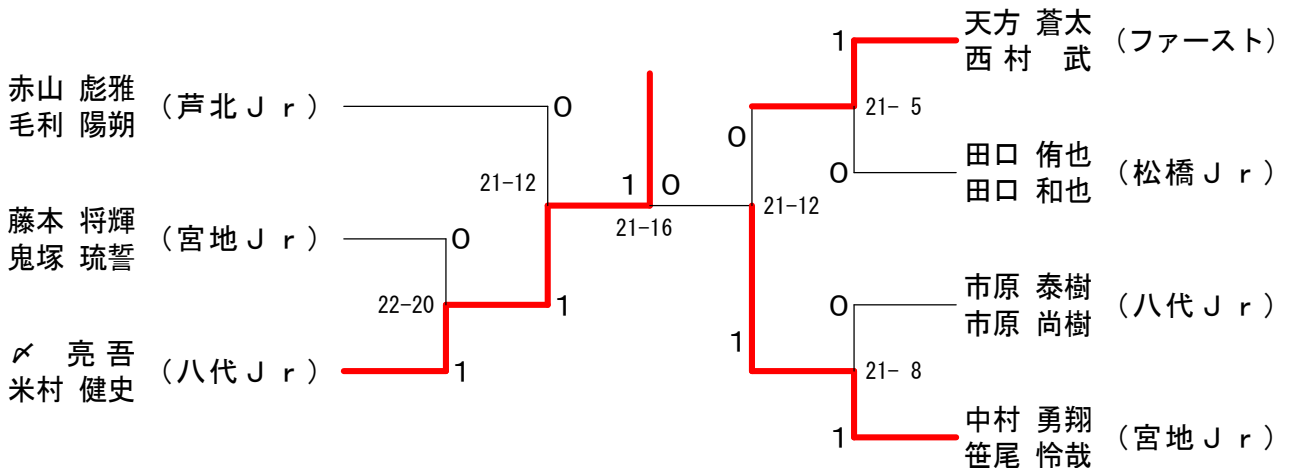 赤山 彪雅
毛利 陽朔
(芦北Jr)
0
藤本 将輝
鬼塚 琉誓
(宮地Jr)
0
22-20
〆 亮吾
米村 健史
(八代Jr)
1
21-12
1
1
0
21-16
天方 蒼太
西村 武
(ファースト)
1
21- 5
田口 侑也
田口 和也
(松橋Jr)
0
0
21-12
1
市原 泰樹
市原 尚樹
(八代Jr)
0
21- 8
中村 勇翔
笹尾 怜哉
(宮地Jr)
1